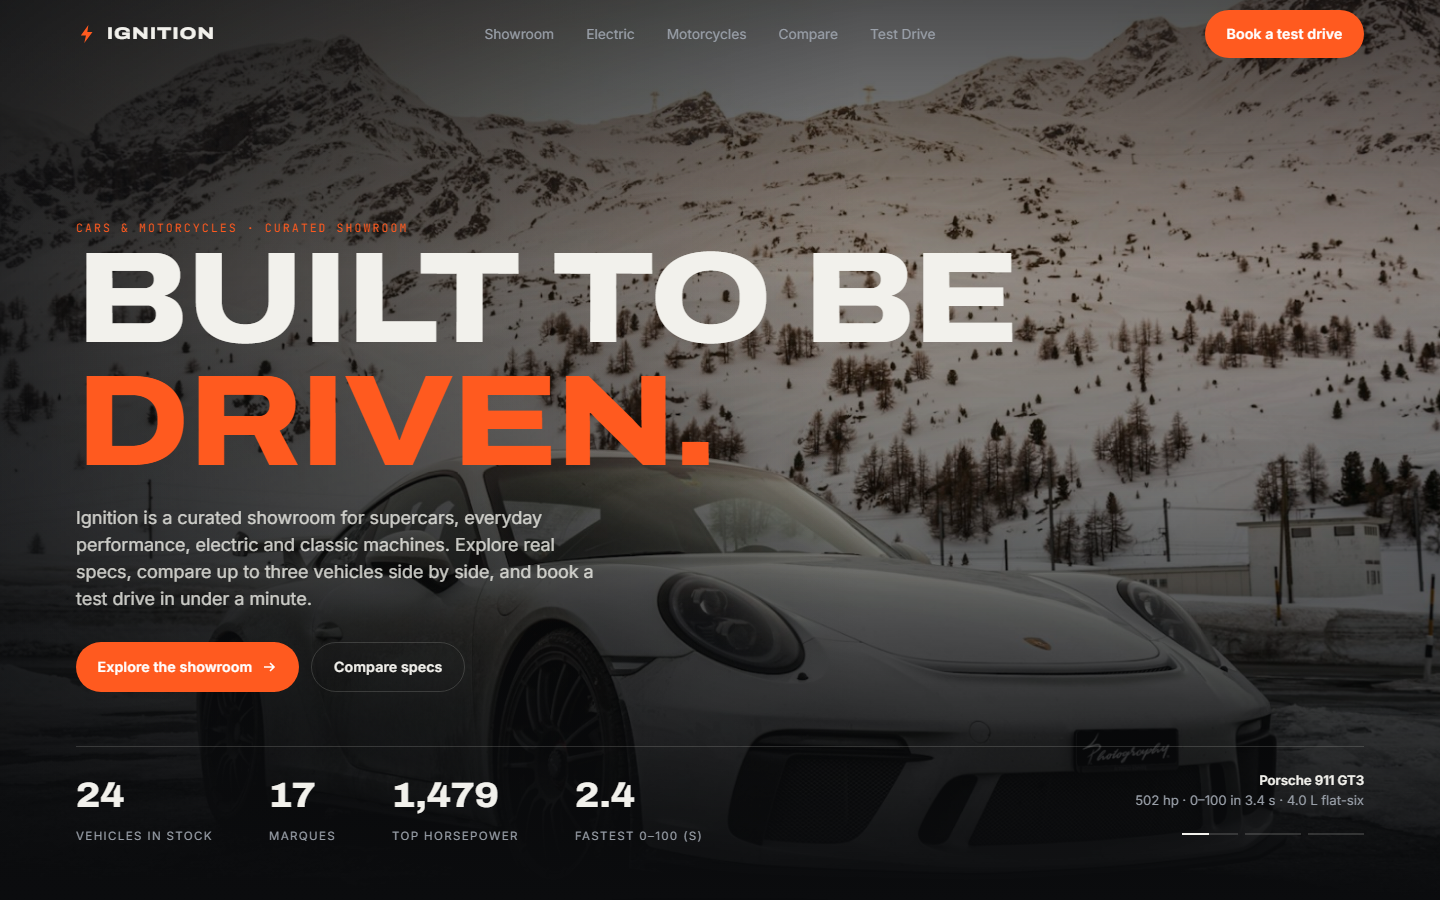 IGNITION
Showroom
Electric
Motorcycles
Compare
Test Drive
Book a test drive
CARS & MOTORCYCLES · CURATED SHOWROOM
BUILT TO BE
DRIVEN.
Ignition is a curated showroom for supercars, everyday
performance, electric and classic machines. Explore real
specs, compare up to three vehicles side by side, and book a
test drive in under a minute.
Explore the showroom →
Compare specs
Photography
24
VEHICLES IN STOCK
17
MARQUES
1,479
TOP HORSEPOWER
2.4
FASTEST 0–100 (S)
Porsche 911 GT3
502 hp · 0–100 in 3.4 s · 4.0 L flat-six